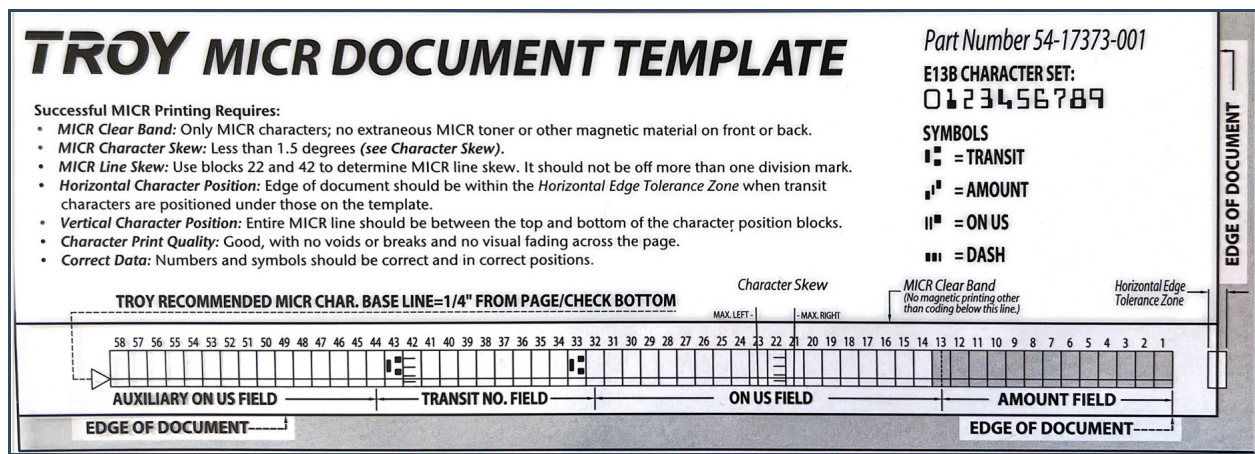 TROY MICR DOCUMENT TEMPLATE
Part Number 54-17373-001
E13B CHARACTER SET:
0123456789
SYMBOLS
⑆ = TRANSIT
⑇ = AMOUNT
⑈ = ON US
⑉ = DASH
Successful MICR Printing Requires:
• MICR Clear Band: Only MICR characters; no extraneous MICR toner or other magnetic material on front or back.
• MICR Character Skew: Less than 1.5 degrees (see Character Skew).
• MICR Line Skew: Use blocks 22 and 42 to determine MICR line skew. It should not be off more than one division mark.
• Horizontal Character Position: Edge of document should be within the Horizontal Edge Tolerance Zone when transit
characters are positioned under those on the template.
• Vertical Character Position: Entire MICR line should be between the top and bottom of the character position blocks.
• Character Print Quality: Good, with no voids or breaks and no visual fading across the page.
• Correct Data: Numbers and symbols should be correct and in correct positions.
EDGE OF DOCUMENT
TROY RECOMMENDED MICR CHAR. BASE LINE=1/4" FROM PAGE/CHECK BOTTOM
Character Skew
MAX. LEFT -
- MAX. RIGHT
MICR Clear Band
(No magnetic printing other
than coding below this line.)
Horizontal Edge
Tolerance Zone
58 57 56 55 54 53 52 51 50 49 48 47 46 45 44 43 42 41 40 39 38 37 36 35 34 33 32 31 30 29 28 27 26 25 24 23 22 21 20 19 18 17 16 15 14 13 12 11 10 9 8 7 6 5 4 3 2 1
⑆ ⑆
AUXILIARY ON US FIELD TRANSIT NO. FIELD ON US FIELD AMOUNT FIELD
EDGE OF DOCUMENT EDGE OF DOCUMENT